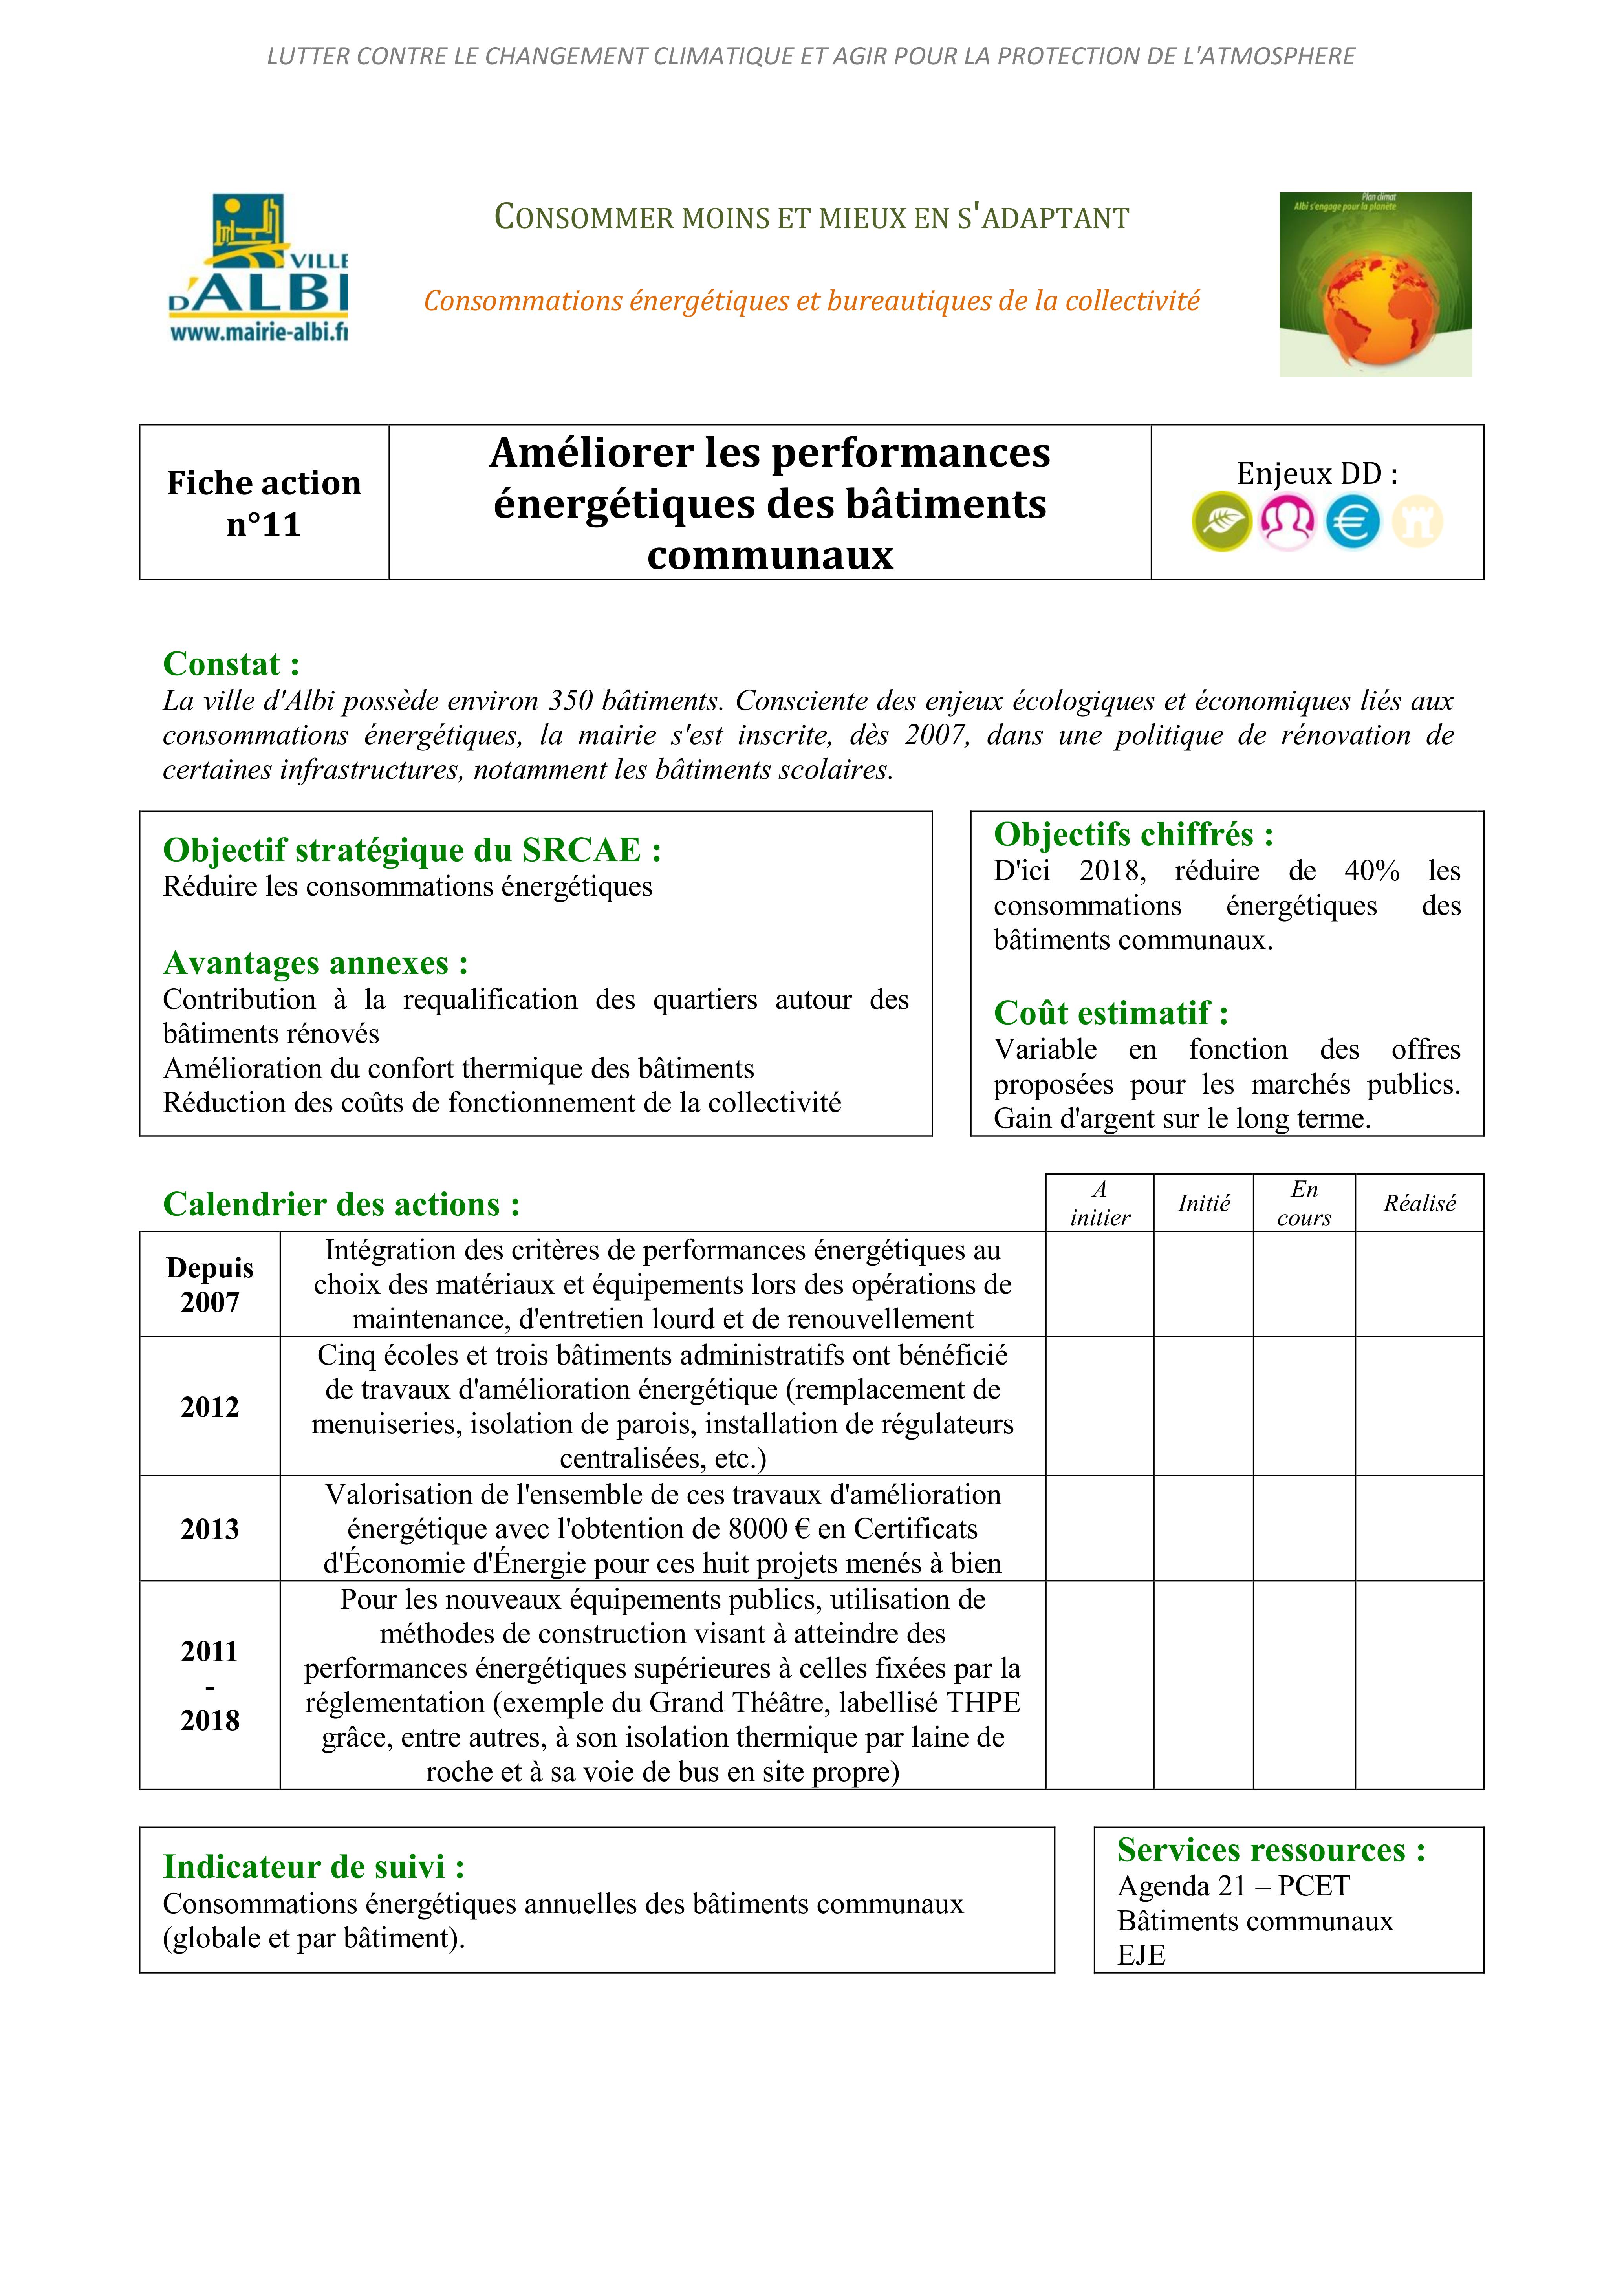 LUTTER CONTRE LE CHANGEMENT CLIMATIQUE ET AGIR POUR LA PROTECTION DE L'ATMOSPHERE
VILLE
D'ALBI
www.mairie-albi.fr
CONSOMMER MOINS ET MIEUX EN S'ADAPTANT
Consommations énergétiques et bureautiques de la collectivité
Plan climat
Albi s'engage pour la planète
Fiche action
n°11
Améliorer les performances
énergétiques des bâtiments
communaux
Enjeux DD :
Constat :
La ville d'Albi possède environ 350 bâtiments. Consciente des enjeux écologiques et économiques liés aux
consommations énergétiques, la mairie s'est inscrite, dès 2007, dans une politique de rénovation de
certaines infrastructures, notamment les bâtiments scolaires.
Objectif stratégique du SRCAE :
Réduire les consommations énergétiques
Avantages annexes :
Contribution à la requalification des quartiers autour des
bâtiments rénovés
Amélioration du confort thermique des bâtiments
Réduction des coûts de fonctionnement de la collectivité
Objectifs chiffrés :
D'ici 2018, réduire de 40% les
consommations énergétiques des
bâtiments communaux.
Coût estimatif :
Variable en fonction des offres
proposées pour les marchés publics.
Gain d'argent sur le long terme.
Calendrier des actions :
A
initier
Initié
En
cours
Réalisé
Depuis
2007
Intégration des critères de performances énergétiques au
choix des matériaux et équipements lors des opérations de
maintenance, d'entretien lourd et de renouvellement
2012
Cinq écoles et trois bâtiments administratifs ont bénéficié
de travaux d'amélioration énergétique (remplacement de
menuiseries, isolation de parois, installation de régulateurs
centralisées, etc.)
2013
Valorisation de l'ensemble de ces travaux d'amélioration
énergétique avec l'obtention de 8000 € en Certificats
d'Économie d'Énergie pour ces huit projets menés à bien
2011
-
2018
Pour les nouveaux équipements publics, utilisation de
méthodes de construction visant à atteindre des
performances énergétiques supérieures à celles fixées par la
réglementation (exemple du Grand Théâtre, labellisé THPE
grâce, entre autres, à son isolation thermique par laine de
roche et à sa voie de bus en site propre)
Indicateur de suivi :
Consommations énergétiques annuelles des bâtiments communaux
(globale et par bâtiment).
Services ressources :
Agenda 21 – PCET
Bâtiments communaux
EJE